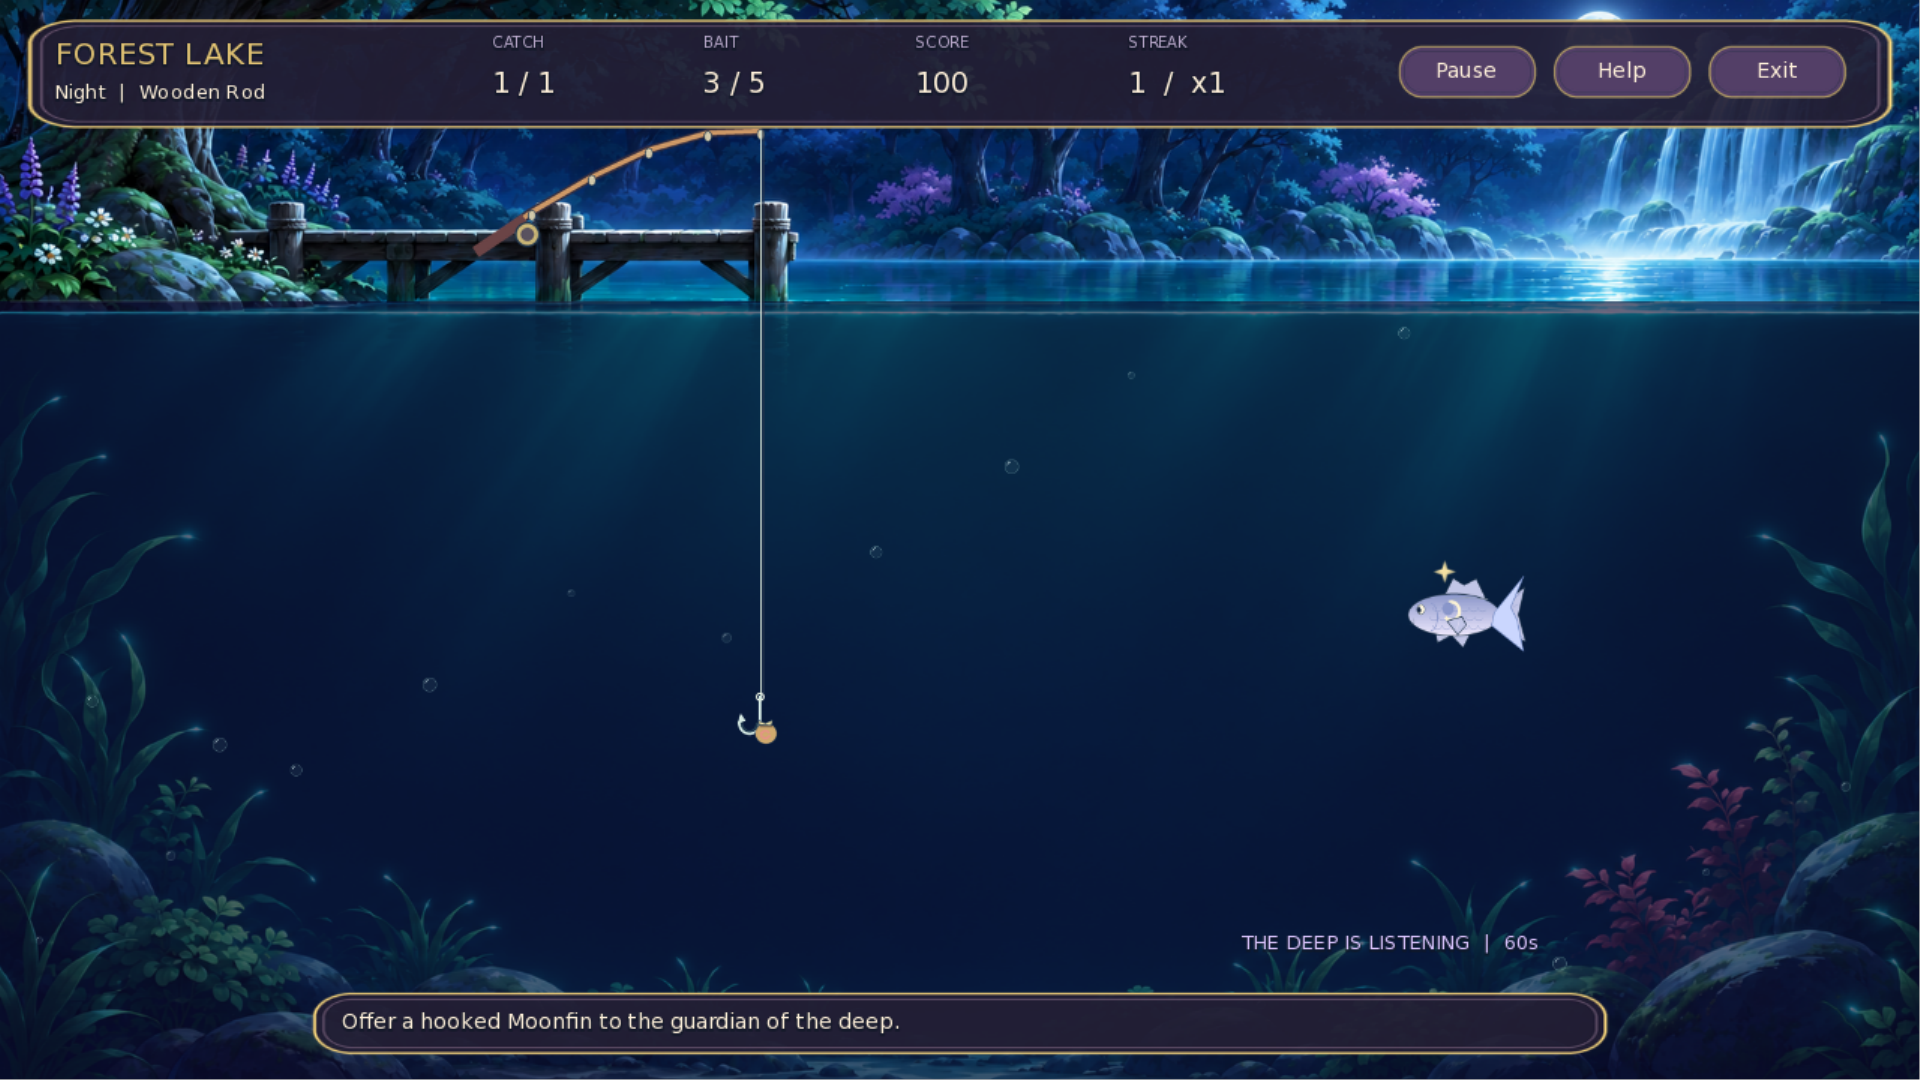 FOREST LAKE
Night | Wooden Rod
CATCH
1 / 1
BAIT
3 / 5
SCORE
100
STREAK
1 / x1
Pause
Help
Exit
THE DEEP IS LISTENING | 60s
Offer a hooked Moonfin to the guardian of the deep.